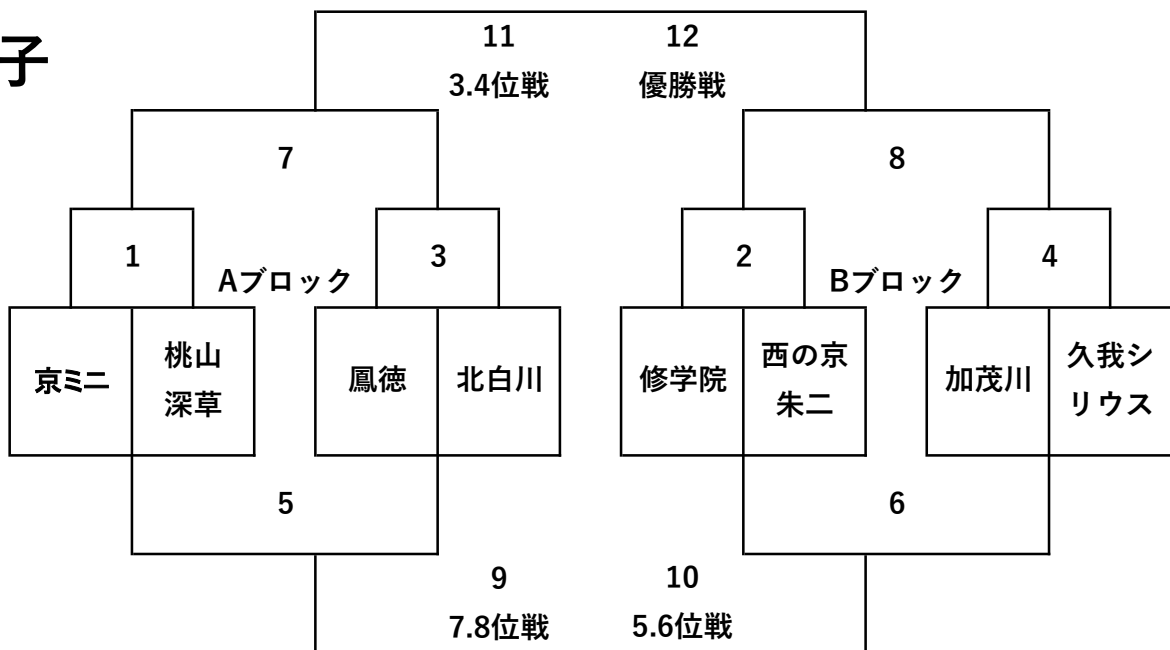 子
11 12
3.4位戦 優勝戦
7 8
1 Aブロック 3 2 Bブロック 4
京ミニ 桃山 鳳徳 北白川 修学院 西の京 加茂川 久我シ
深草 朱二 リウス
5 6
9 10
7.8位戦 5.6位戦